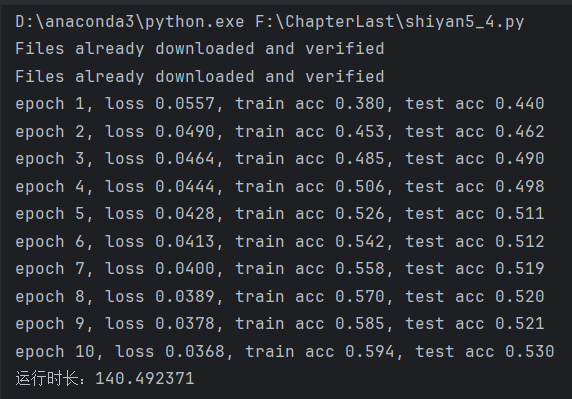 D:\anaconda3\python.exe F:\ChapterLast\shiyan5_4.py
Files already downloaded and verified
Files already downloaded and verified
epoch 1, loss 0.0557, train acc 0.380, test acc 0.440
epoch 2, loss 0.0490, train acc 0.453, test acc 0.462
epoch 3, loss 0.0464, train acc 0.485, test acc 0.490
epoch 4, loss 0.0444, train acc 0.506, test acc 0.498
epoch 5, loss 0.0428, train acc 0.526, test acc 0.511
epoch 6, loss 0.0413, train acc 0.542, test acc 0.512
epoch 7, loss 0.0400, train acc 0.558, test acc 0.519
epoch 8, loss 0.0389, train acc 0.570, test acc 0.520
epoch 9, loss 0.0378, train acc 0.585, test acc 0.521
epoch 10, loss 0.0368, train acc 0.594, test acc 0.530
运行时长：140.492371